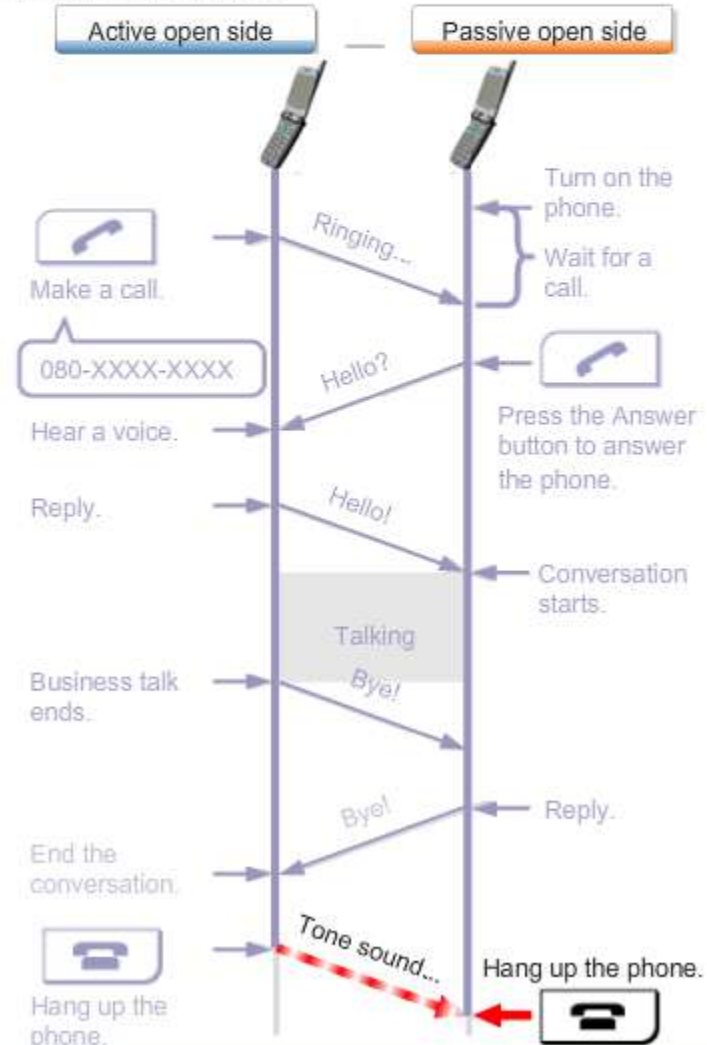 Active open side
Passive open side
Turn on the
phone.
Ringing...
Wait for a
call.
Make a call.
080-XXXX-XXXX
Hello?
Hear a voice.
Press the Answer
button to answer
the phone.
Reply.
Hello!
Conversation
starts.
Talking
Business talk
ends.
Bye!
Bye!
Reply.
End the
conversation.
Tone sound...
Hang up the phone.
Hang up the
phone.